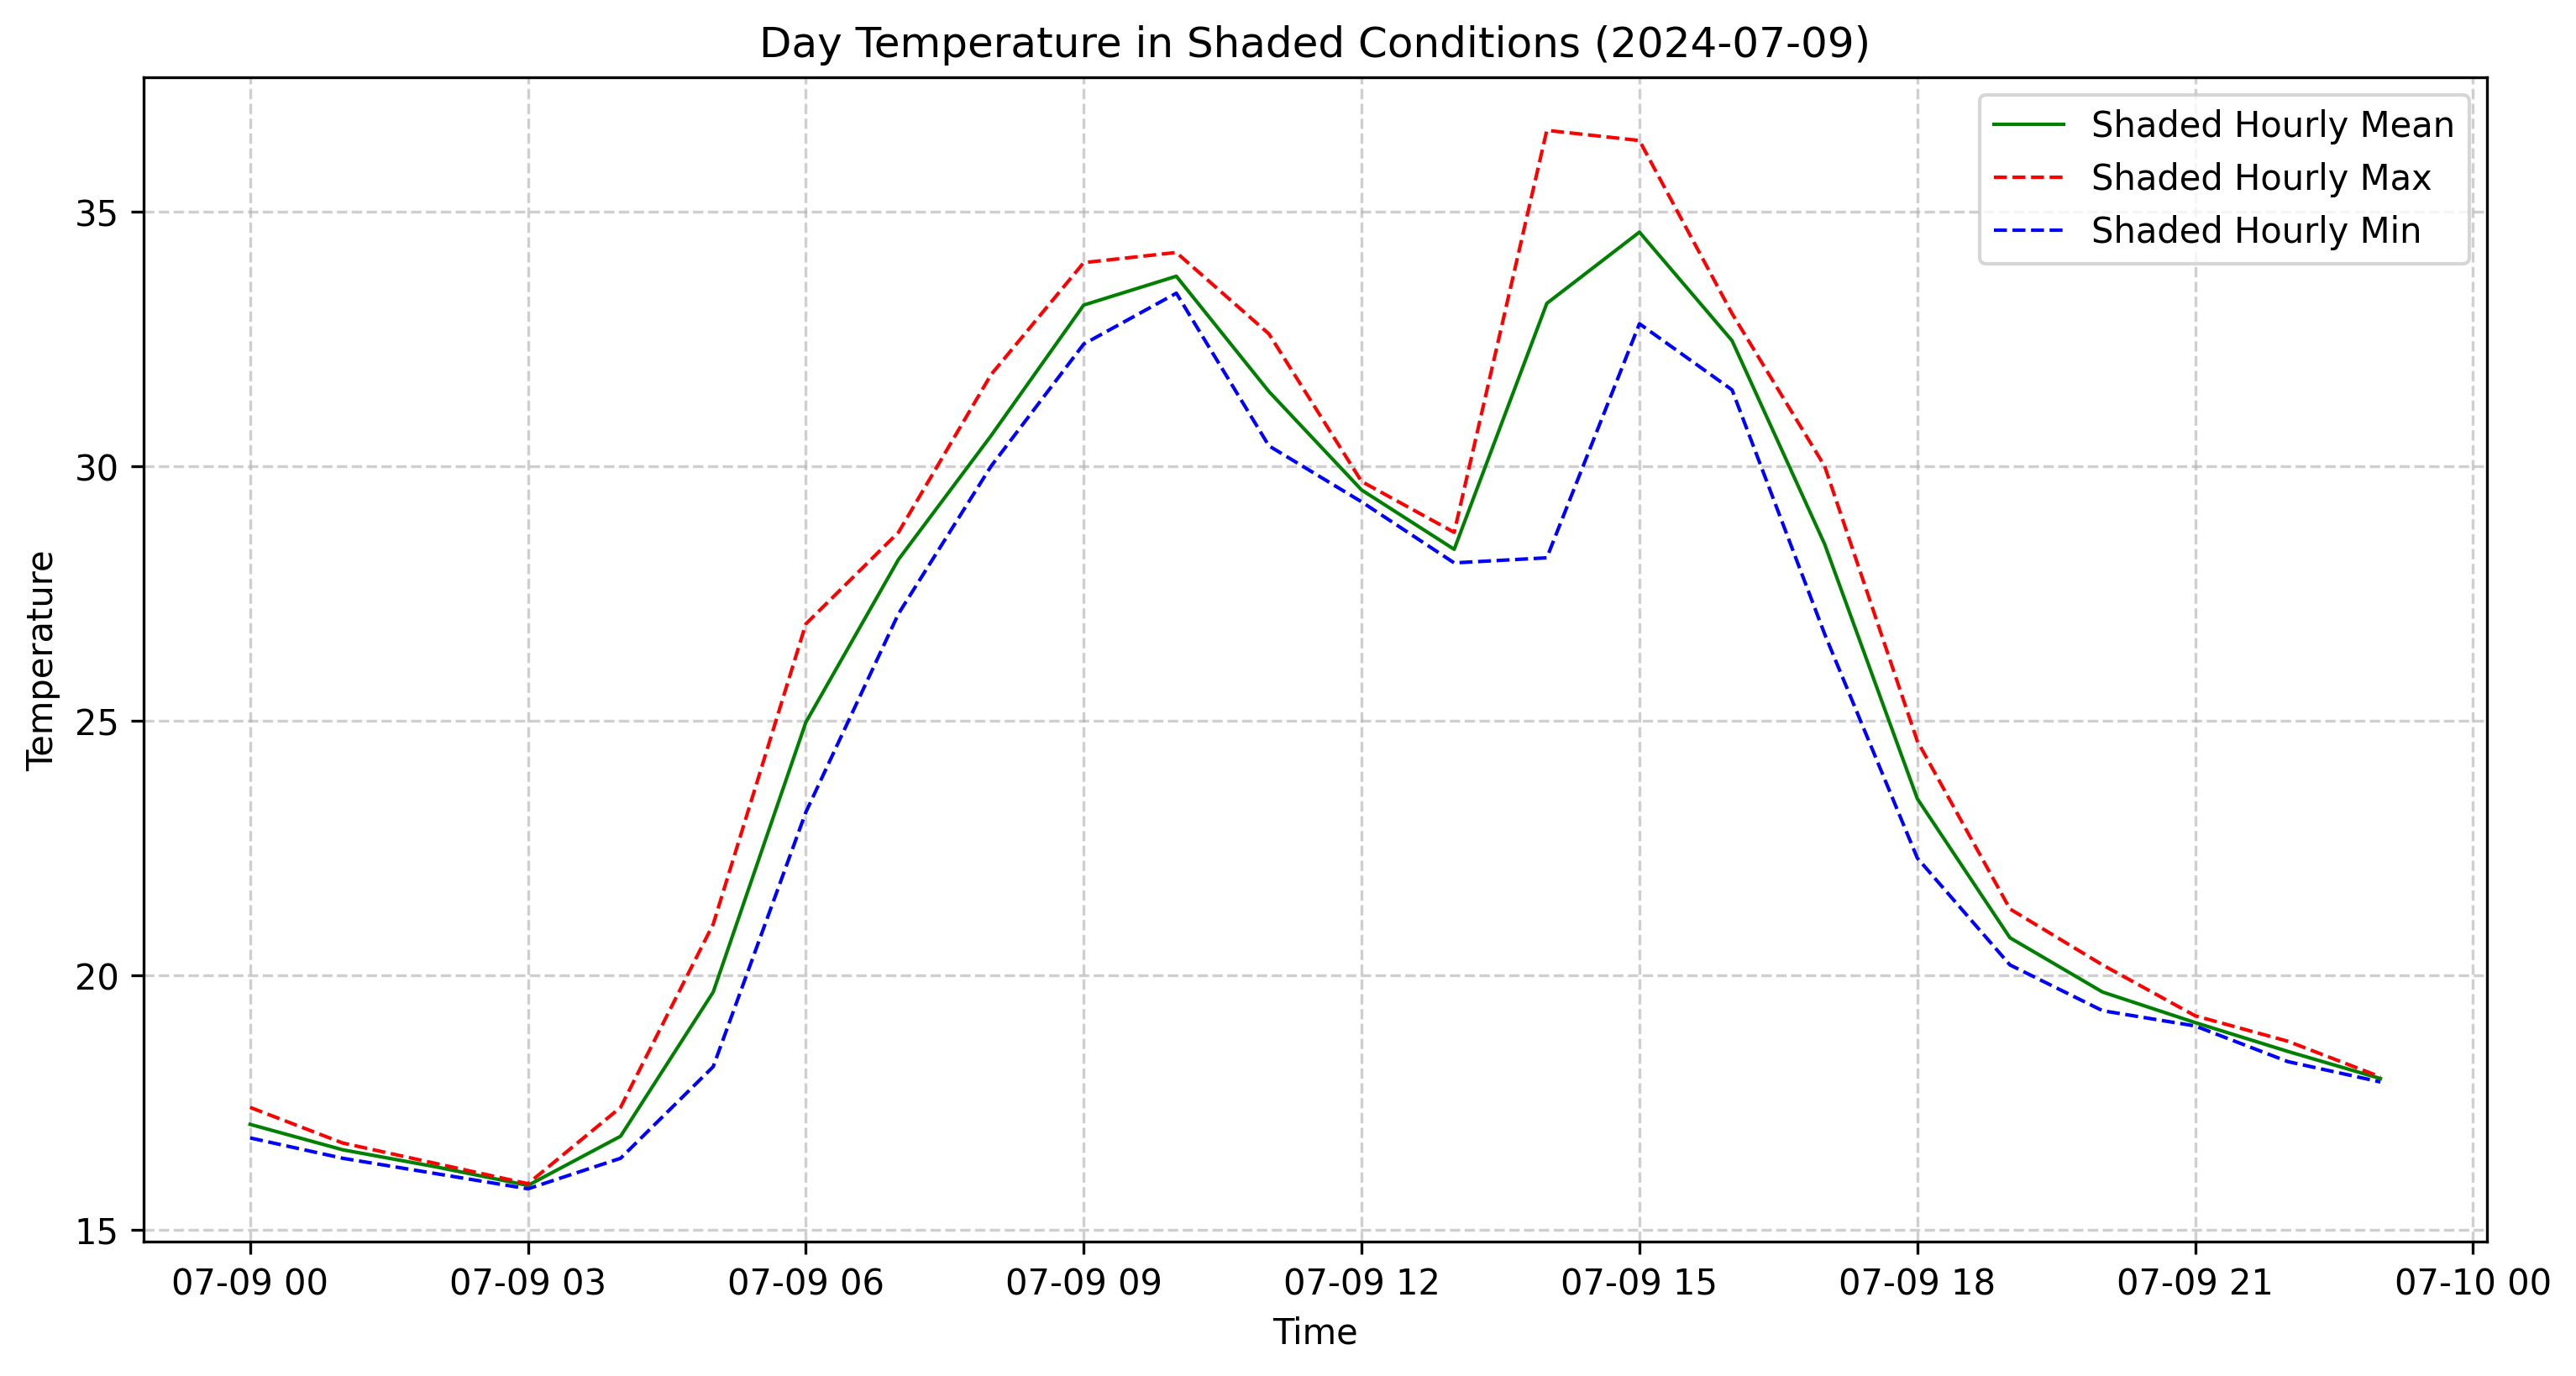 Day Temperature in Shaded Conditions (2024-07-09)
Shaded Hourly Mean
Shaded Hourly Max
Shaded Hourly Min
Temperature
35
30
25
20
15
07-09 00 07-09 03 07-09 06 07-09 09 07-09 12 07-09 15 07-09 18 07-09 21 07-10 00
Time